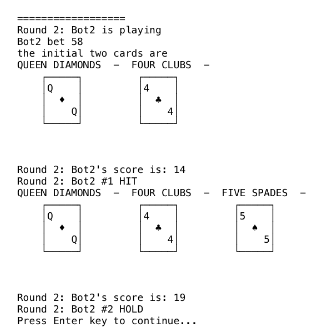 ==================
Round 2: Bot2 is playing
Bot2 bet 58
the initial two cards are
QUEEN DIAMONDS  –  FOUR CLUBS  –
Q 4
♦ ♣
Q 4
Round 2: Bot2's score is: 14
Round 2: Bot2 #1 HIT
QUEEN DIAMONDS  –  FOUR CLUBS  –  FIVE SPADES  –
Q 4 5
♦ ♣ ♠
Q 4 5
Round 2: Bot2's score is: 19
Round 2: Bot2 #2 HOLD
Press Enter key to continue...